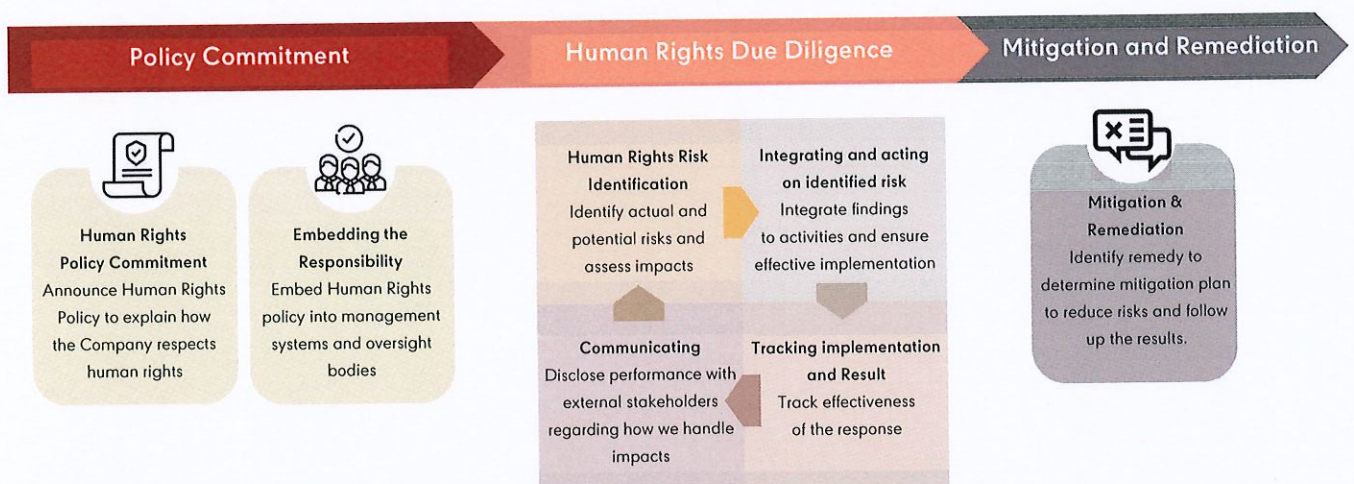 Policy Commitment
Human Rights Due Diligence
Mitigation and Remediation
Human Rights
Policy Commitment
Announce Human Rights
Policy to explain how
the Company respects
human rights
Embedding the
Responsibility
Embed Human Rights
policy into management
systems and oversight
bodies
Human Rights Risk
Identification
Identify actual and
potential risks and
assess impacts
Integrating and acting
on identified risk
Integrate findings
to activities and ensure
effective implementation
Communicating
Disclose performance with
external stakeholders
regarding how we handle
impacts
Tracking implementation
and Result
Track effectiveness
of the response
Mitigation &
Remediation
Identify remedy to
determine mitigation plan
to reduce risks and follow
up the results.